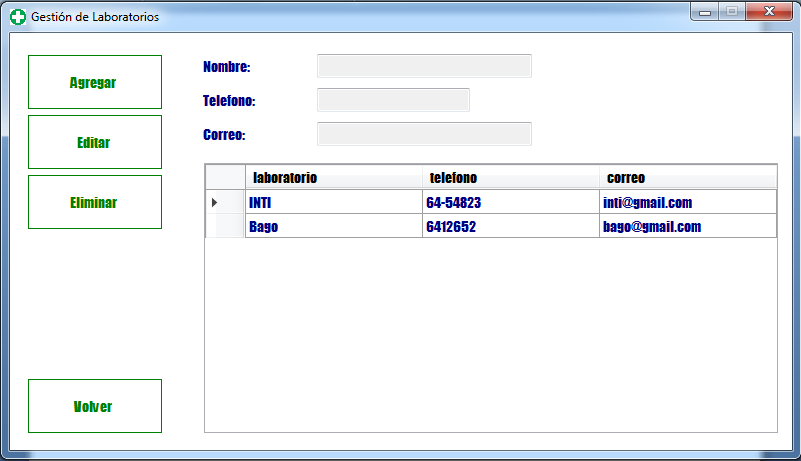 Gestión de Laboratorios
Agregar
Editar
Eliminar
Volver
Nombre:
Telefono:
Correo:
laboratorio telefono correo
INTI 64-54823 inti@gmail.com
Bago 6412652 bago@gmail.com